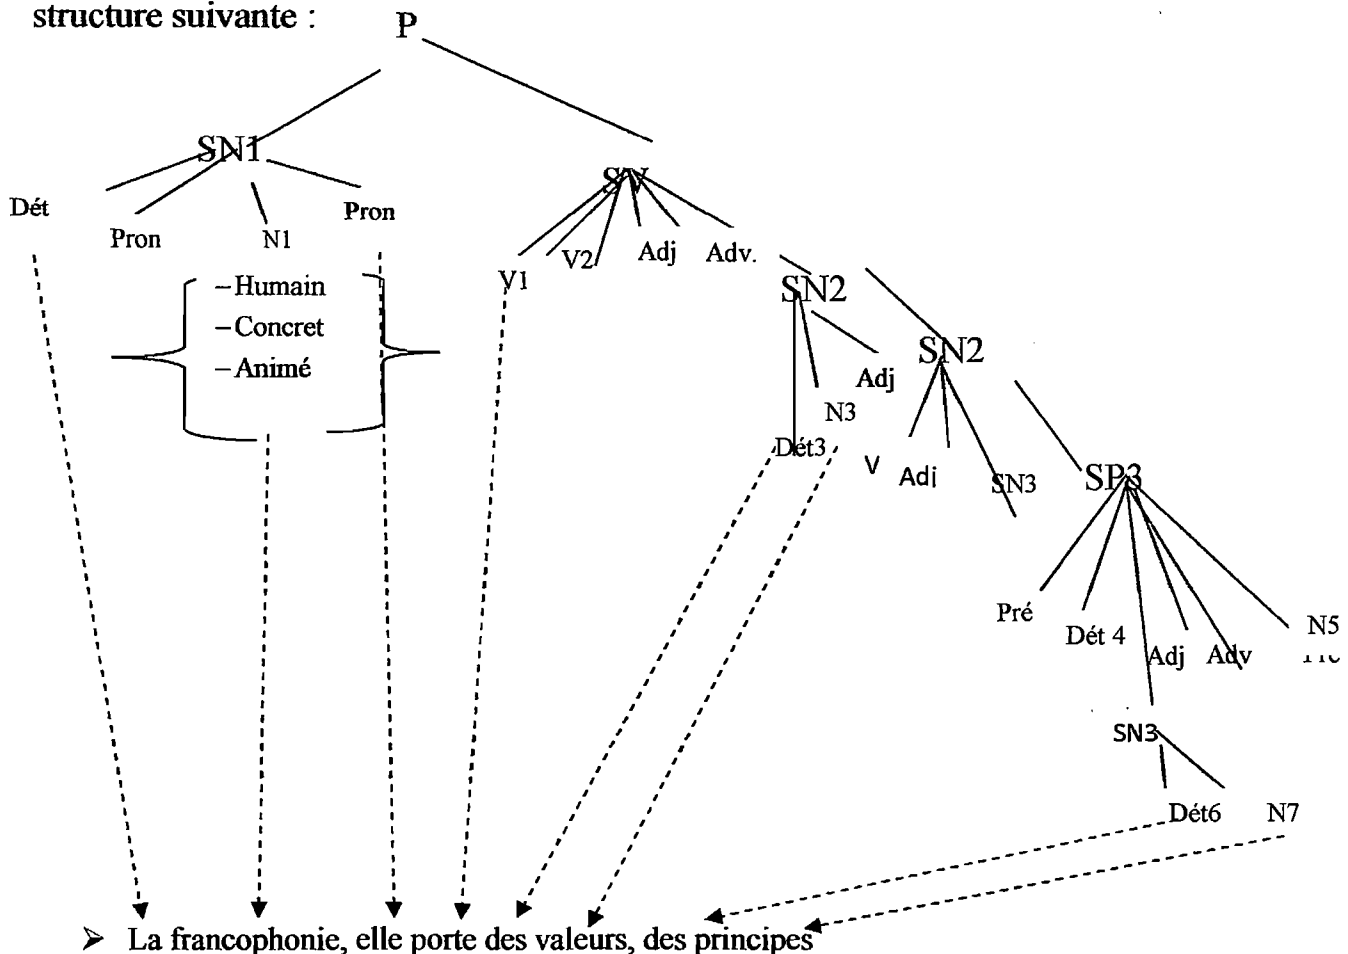 structure suivante :
P
SN1
SV
Dét
Pron
N1
Pron
V1
V2
Adj
Adv.
– Humain
– Concret
– Animé
SN2
SN2
Adj
N3
Dét3
V
Adj
SN3
SP3
Pré
Dét 4
Adj
Adv
N5
SN3
Dét6
N7
➢ La francophonie, elle porte des valeurs, des principes